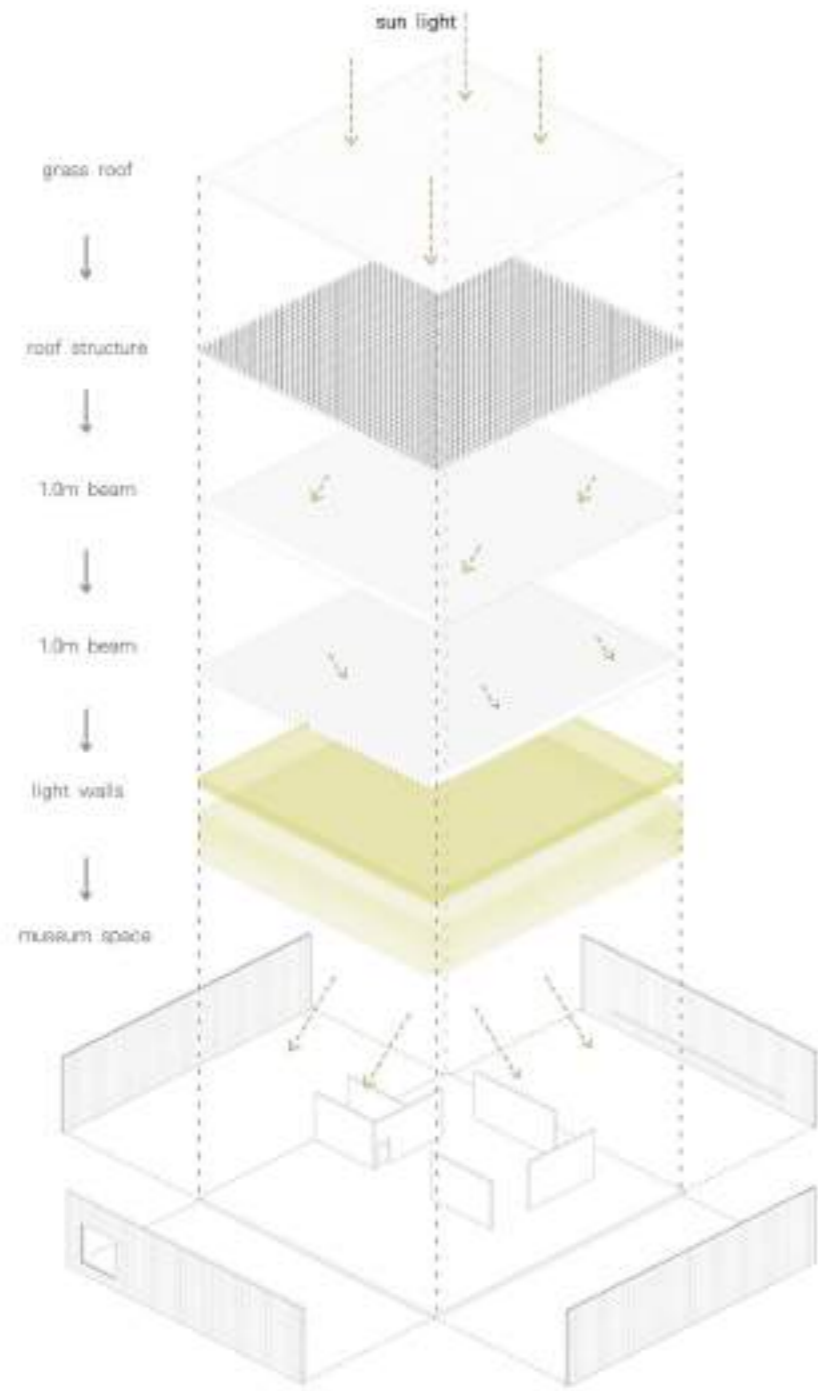 sun light
grass roof
roof structure
1.0m beam
1.0m beam
light walls
museum space